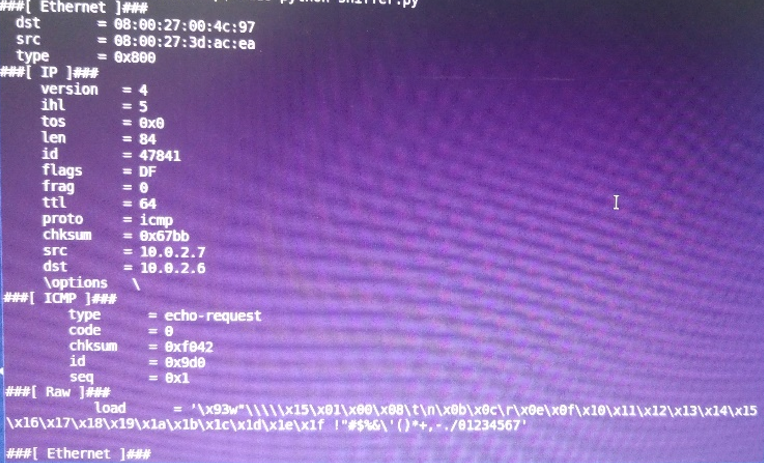 python sniffer.py
###[ Ethernet ]###
dst = 08:00:27:00:4c:97
src = 08:00:27:3d:ac:ea
type = 0x800
###[ IP ]###
version = 4
ihl = 5
tos = 0x0
len = 84
id = 47841
flags = DF
frag = 0
ttl = 64
proto = icmp
chksum = 0x67bb
src = 10.0.2.7
dst = 10.0.2.6
\options \
###[ ICMP ]###
type = echo-request
code = 0
chksum = 0xf042
id = 0x9d0
seq = 0x1
###[ Raw ]###
load = '\x93w"\\\\\x15\x01\x00\x08\t\n\x0b\x0c\r\x0e\x0f\x10\x11\x12\x13\x14\x15
\x16\x17\x18\x19\x1a\x1b\x1c\x1d\x1e\x1f !"#$%&\'()*+,-./01234567'
###[ Ethernet ]###